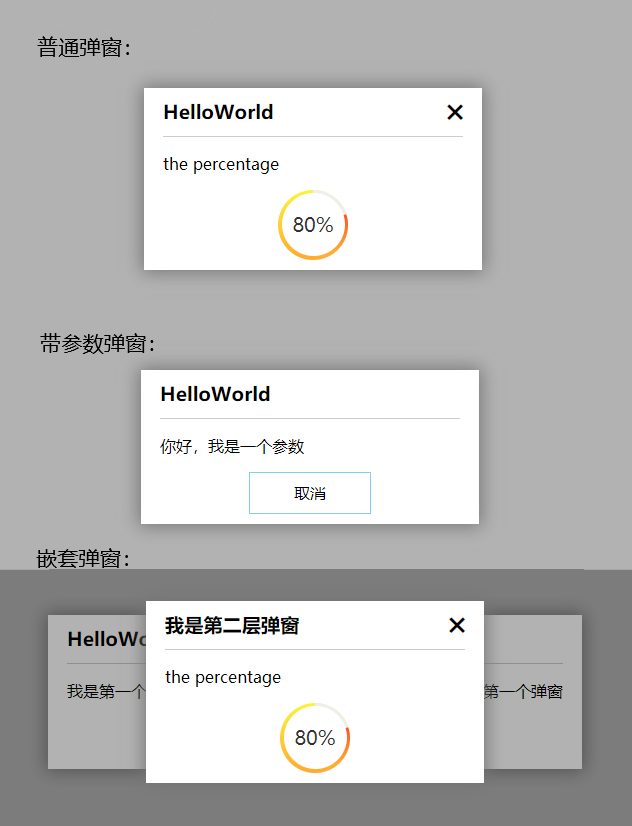 普通弹窗：
HelloWorld
the percentage
80%
带参数弹窗：
HelloWorld
你好，我是一个参数
取消
嵌套弹窗：
我是第二层弹窗
HelloWo
the percentage
我是第一个
第一个弹窗
80%